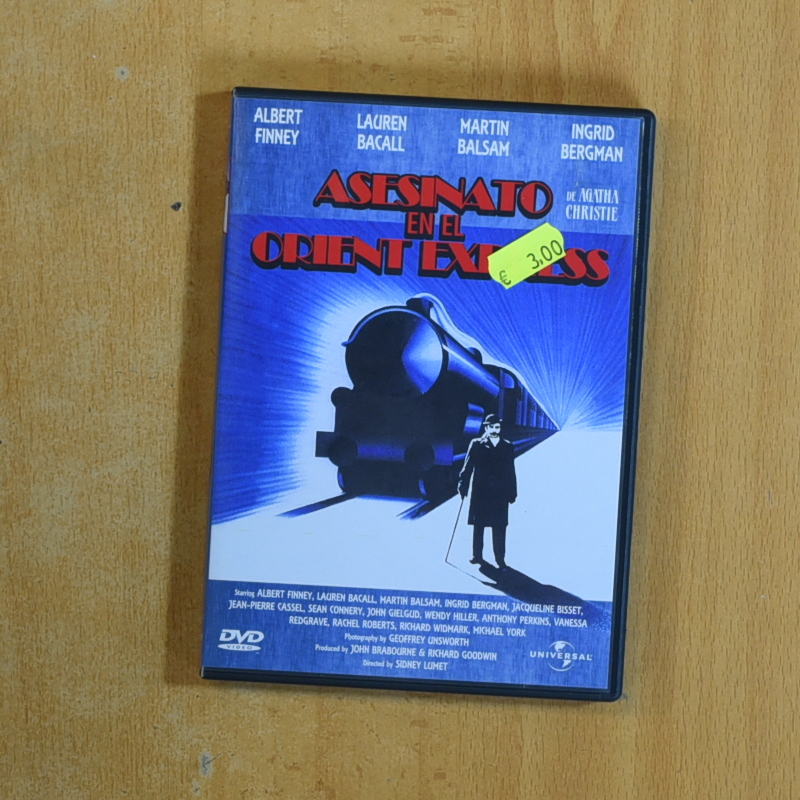 ALBERT
FINNEY
LAUREN
BACALL
MARTIN
BALSAM
INGRID
BERGMAN
ASESINATO
EN EL
ORIENT EX ESS
DE AGATHA
CHRISTIE
€ 3,00
Starring ALBERT FINNEY, LAUREN BACALL, MARTIN BALSAM, INGRID BERGMAN, JACQUELINE BISSET,
JEAN-PIERRE CASSEL, SEAN CONNERY, JOHN GIELGUD, WENDY HILLER, ANTHONY PERKINS, VANESSA
REDGRAVE, RACHEL ROBERTS, RICHARD WIDMARK, MICHAEL YORK
Photography by GEOFFREY UNSWORTH
Produced by JOHN BRABOURNE & RICHARD GOODWIN
Directed by SIDNEY LUMET
DVD
VIDEO
UNIVERSAL